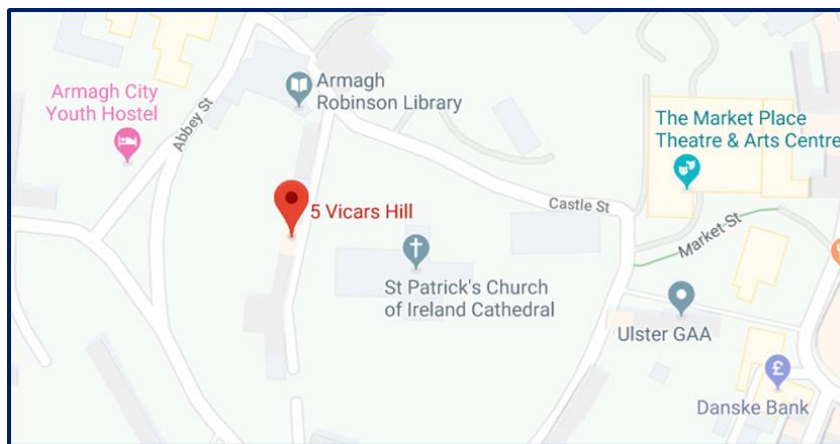 Armagh
Robinson Library
Armagh City
Youth Hostel
Abbey St
The Market Place
Theatre & Arts Centre
5 Vicars Hill
Castle St
Market St
St Patrick's Church
of Ireland Cathedral
Ulster GAA
£
Danske Bank